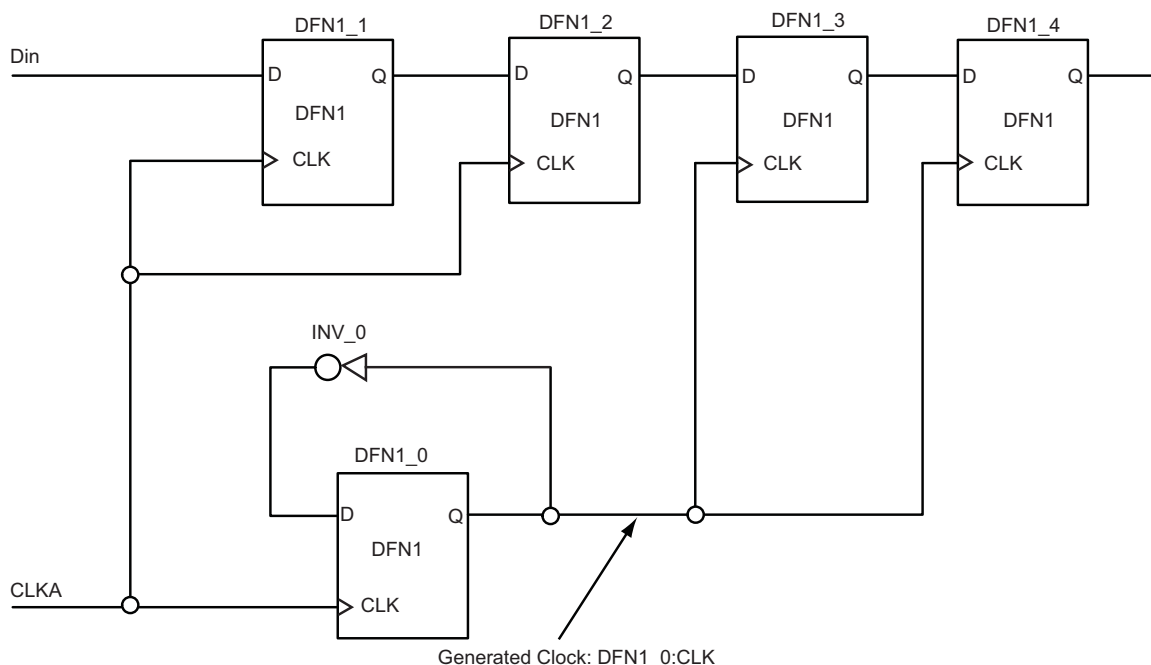 DFN1_1
DFN1_2
DFN1_3
DFN1_4
Din
D
Q
DFN1
CLK
D
Q
DFN1
CLK
D
Q
DFN1
CLK
D
Q
DFN1
CLK
INV_0
DFN1_0
D
Q
DFN1
CLK
CLKA
Generated Clock: DFN1_0:CLK